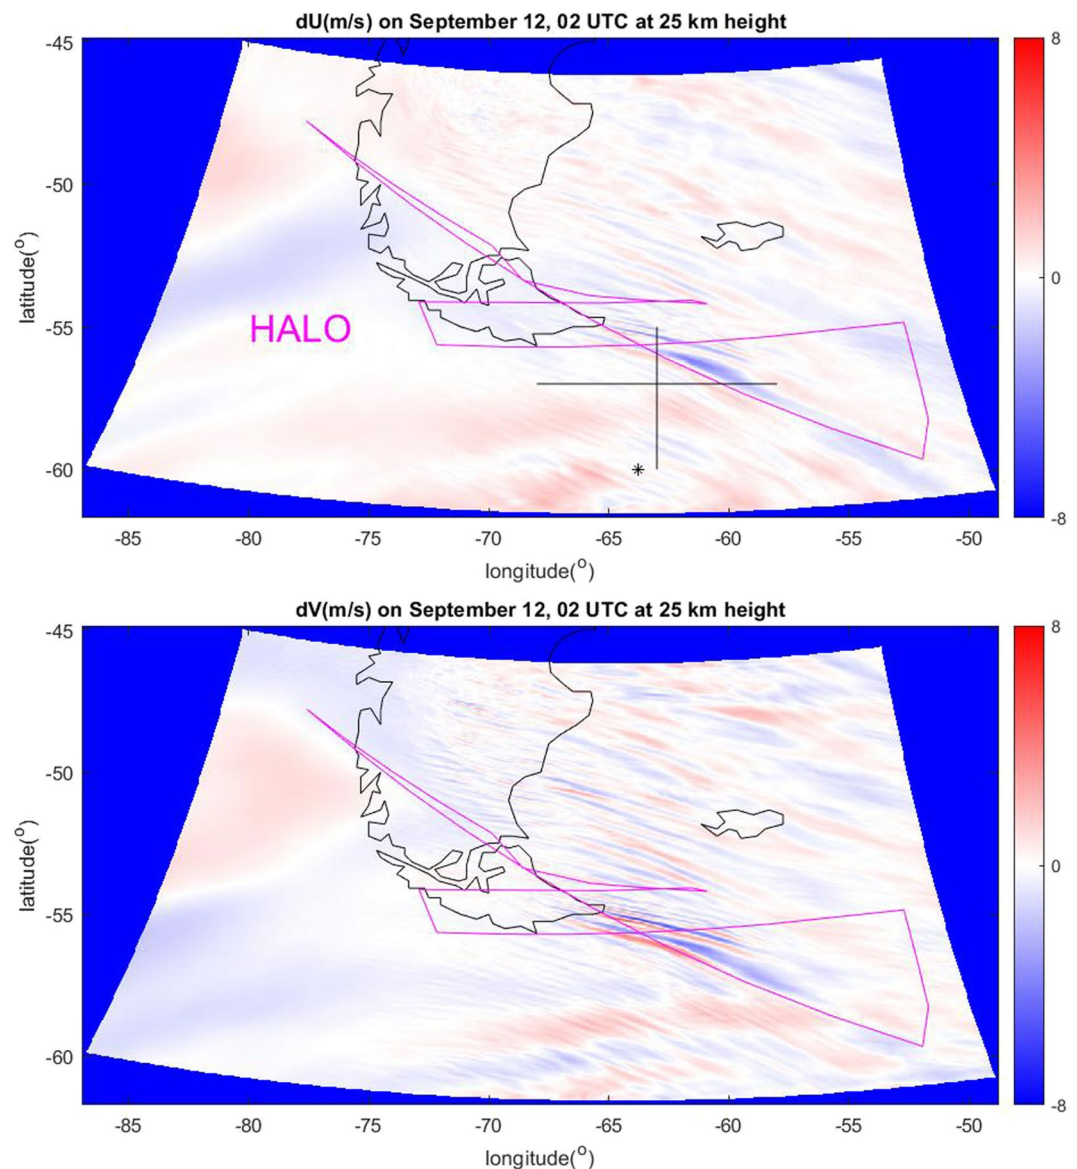 dU(m/s) on September 12, 02 UTC at 25 km height
8
-45
-50
latitude(°)
0
-55
HALO
*
-60
-8
-85 -80 -75 -70 -65 -60 -55 -50
longitude(°)
dV(m/s) on September 12, 02 UTC at 25 km height
8
-45
-50
latitude(°)
0
-55
-60
-8
-85 -80 -75 -70 -65 -60 -55 -50
longitude(°)